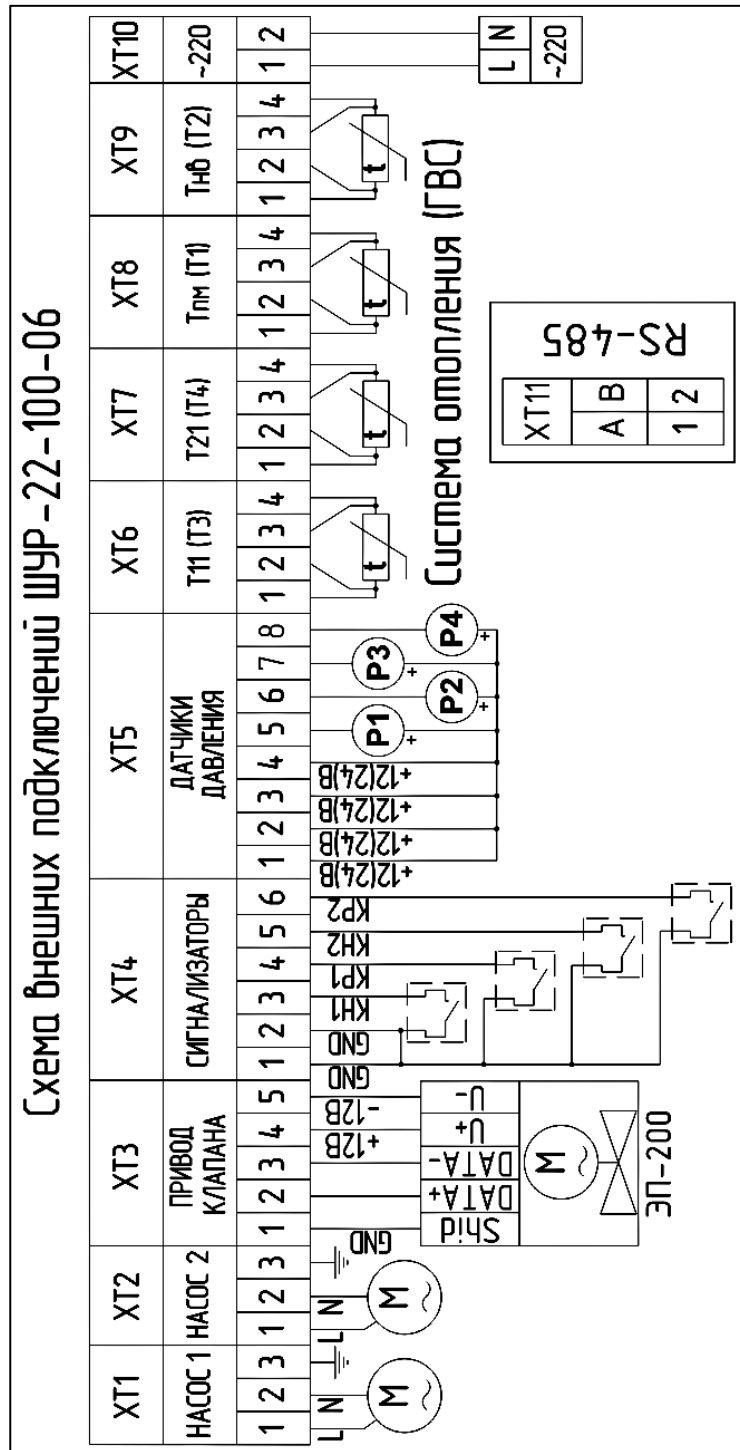 Схема внешних подключений ШУР-22-100-06
XT1 XT2 XT3 XT4 XT5 XT6 XT7 XT8 XT9 XT10
НАСОС 1 НАСОС 2 ПРИВОД КЛАПАНА СИГНАЛИЗАТОРЫ ДАТЧИКИ ДАВЛЕНИЯ T11 (T3) T21 (T4) Tпм (T1) Tнв (T2) ~220
1 2 3 1 2 3 1 2 3 4 5 1 2 3 4 5 6 1 2 3 4 5 6 7 8 1 2 3 4 1 2 3 4 1 2 3 4 1 2 3 4 1 2
L N
M
~
L N
M
~
GND +12В -12В
Shid DATA+ DATA- U+ U-
M
~
ЭП-200
GND GND KH1 KP1 KH2 KP2
+12(24)В +12(24)В +12(24)В +12(24)В
P1 P2 P3 P4
+ + + +
t t t t
Система отопления (ГВС)
L N
~220
XT11
A B
1 2
RS-485